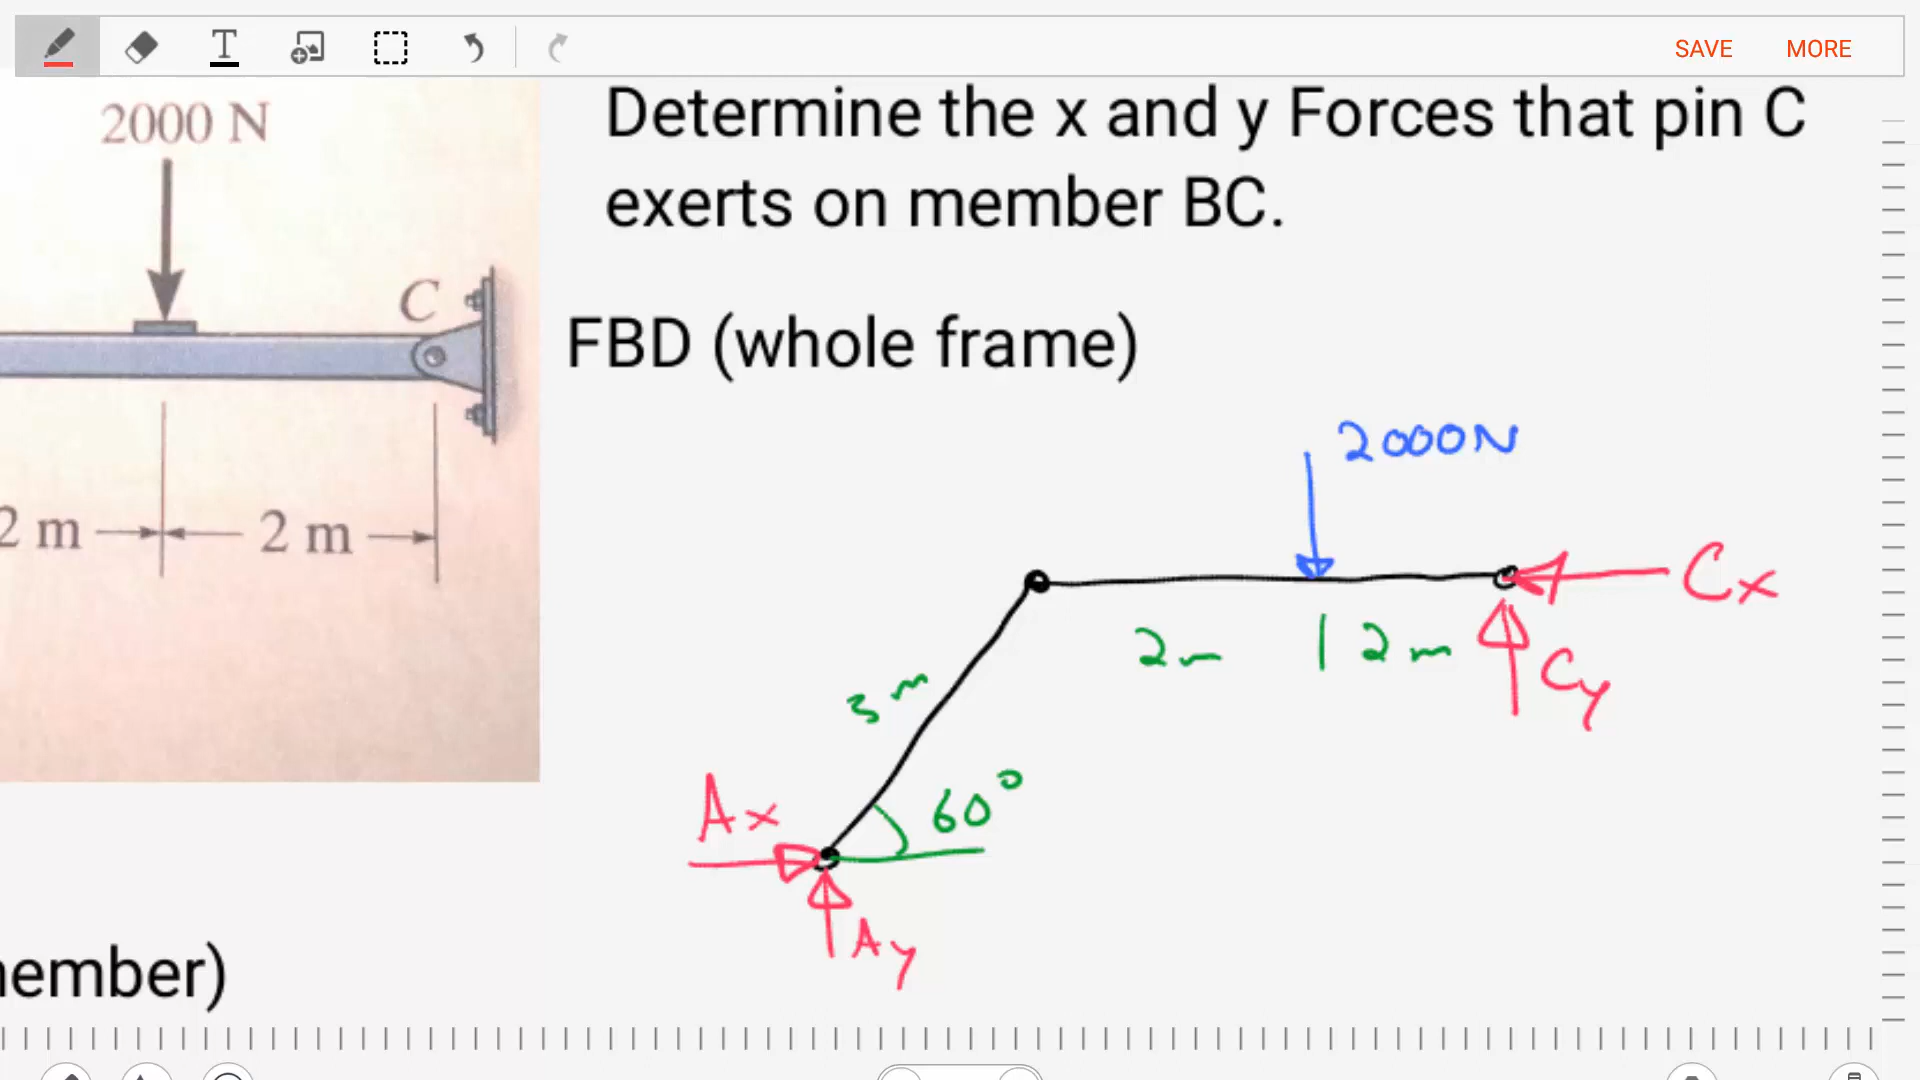 SAVE MORE
2000 N
Determine the x and y Forces that pin C
exerts on member BC.
C
FBD (whole frame)
2000N
2 m 2 m
Cx
2m | 2m
Cy
3m
Ax
60°
Ay
ember)